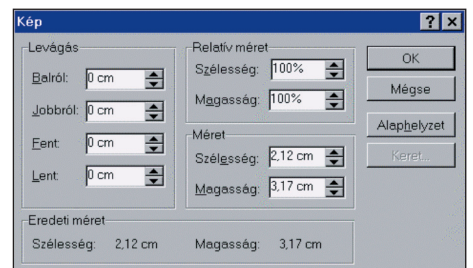 Kép
Levágás
Balról: 0 cm
Jobbról: 0 cm
Fent: 0 cm
Lent: 0 cm
Relatív méret
Szélesség: 100%
Magasság: 100%
Méret
Szélesség: 2,12 cm
Magasság: 3,17 cm
OK
Mégse
Alaphelyzet
Keret...
Eredeti méret
Szélesség: 2,12 cm Magasság: 3,17 cm